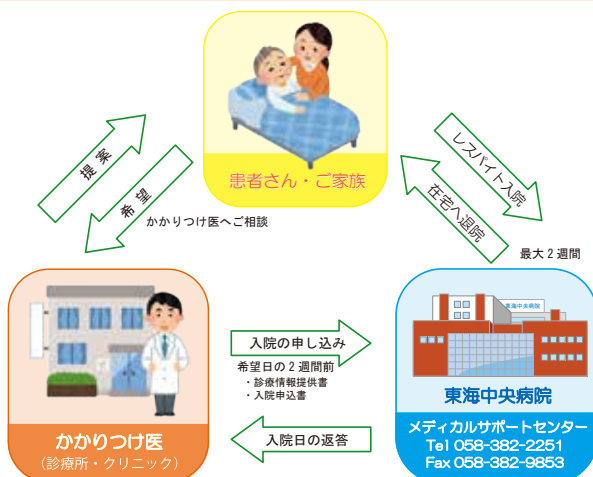 患者さん・ご家族
提案
希望
かかりつけ医へご相談
レスパイト入院
在宅へ退院
最大2週間
入院の申し込み
希望日の2週間前
・診療情報提供書
・入院申込書
入院日の返答
かかりつけ医
(診療所・クリニック)
東海中央病院
東海中央病院
メディカルサポートセンター
Tel 058-382-2251
Fax 058-382-9853